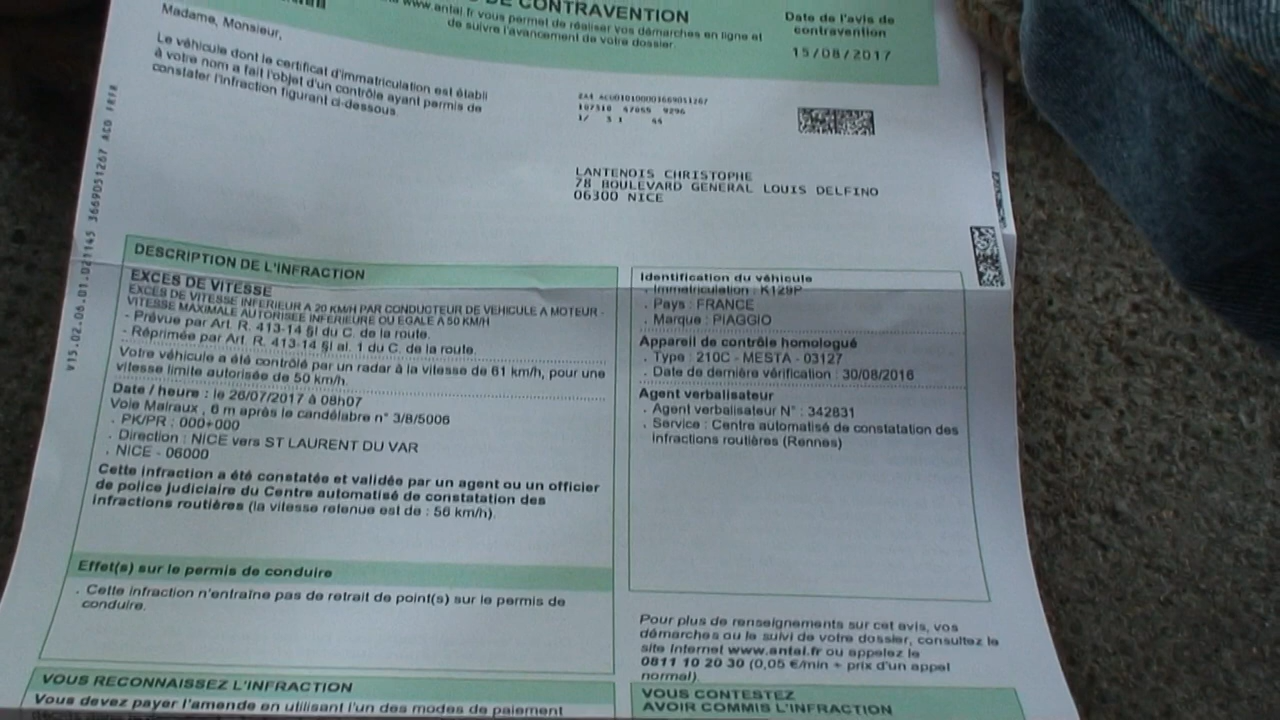 DE CONTRAVENTION
www.antai.fr vous permet de réaliser vos démarches en ligne et
de suivre l'avancement de votre dossier.
Date de l'avis de
contravention
15/08/2017
Madame, Monsieur,
Le véhicule dont le certificat d'immatriculation est établi
à votre nom a fait l'objet d'un contrôle ayant permis de
constater l'infraction figurant ci-dessous.
107310 47055 9296
1/ 3 1 44
LANTENOIS CHRISTOPHE
78 BOULEVARD GENERAL LOUIS DELFINO
06300 NICE
DESCRIPTION DE L'INFRACTION
EXCES DE VITESSE
EXCES DE VITESSE INFERIEUR A 20 KM/H PAR CONDUCTEUR DE VEHICULE A MOTEUR -
VITESSE MAXIMALE AUTORISEE INFERIEURE OU EGALE A 50 KM/H
- Prévue par Art. R. 413-14 §I du C. de la route.
- Réprimée par Art. R. 413-14 §I al. 1 du C. de la route.
Votre véhicule a été contrôlé par un radar à la vitesse de 61 km/h, pour une
vitesse limite autorisée de 50 km/h.
Date / heure : le 26/07/2017 à 08h07
Voie Malraux , 6 m après le candélabre n° 3/8/5006
. PK/PR : 000+000
. Direction : NICE vers ST LAURENT DU VAR
. NICE - 06000
Cette infraction a été constatée et validée par un agent ou un officier
de police judiciaire du Centre automatisé de constatation des
infractions routières (la vitesse retenue est de : 56 km/h).
Effet(s) sur le permis de conduire
. Cette infraction n'entraîne pas de retrait de point(s) sur le permis de
conduire.
VOUS RECONNAISSEZ L'INFRACTION
Vous devez payer l'amende en utilisant l'un des modes de paiement
Identification du véhicule
. Immatriculation : K129P
. Pays : FRANCE
. Marque : PIAGGIO
Appareil de contrôle homologué
. Type : 210C - MESTA - 03127
. Date de dernière vérification : 30/08/2016
Agent verbalisateur
. Agent verbalisateur N° : 342831
. Service : Centre automatisé de constatation des
infractions routières (Rennes)
Pour plus de renseignements sur cet avis, vos
démarches ou le suivi de votre dossier, consultez le
site Internet www.antai.fr ou appelez le
0811 10 20 30 (0,05 €/min + prix d'un appel
normal).
VOUS CONTESTEZ
AVOIR COMMIS L'INFRACTION